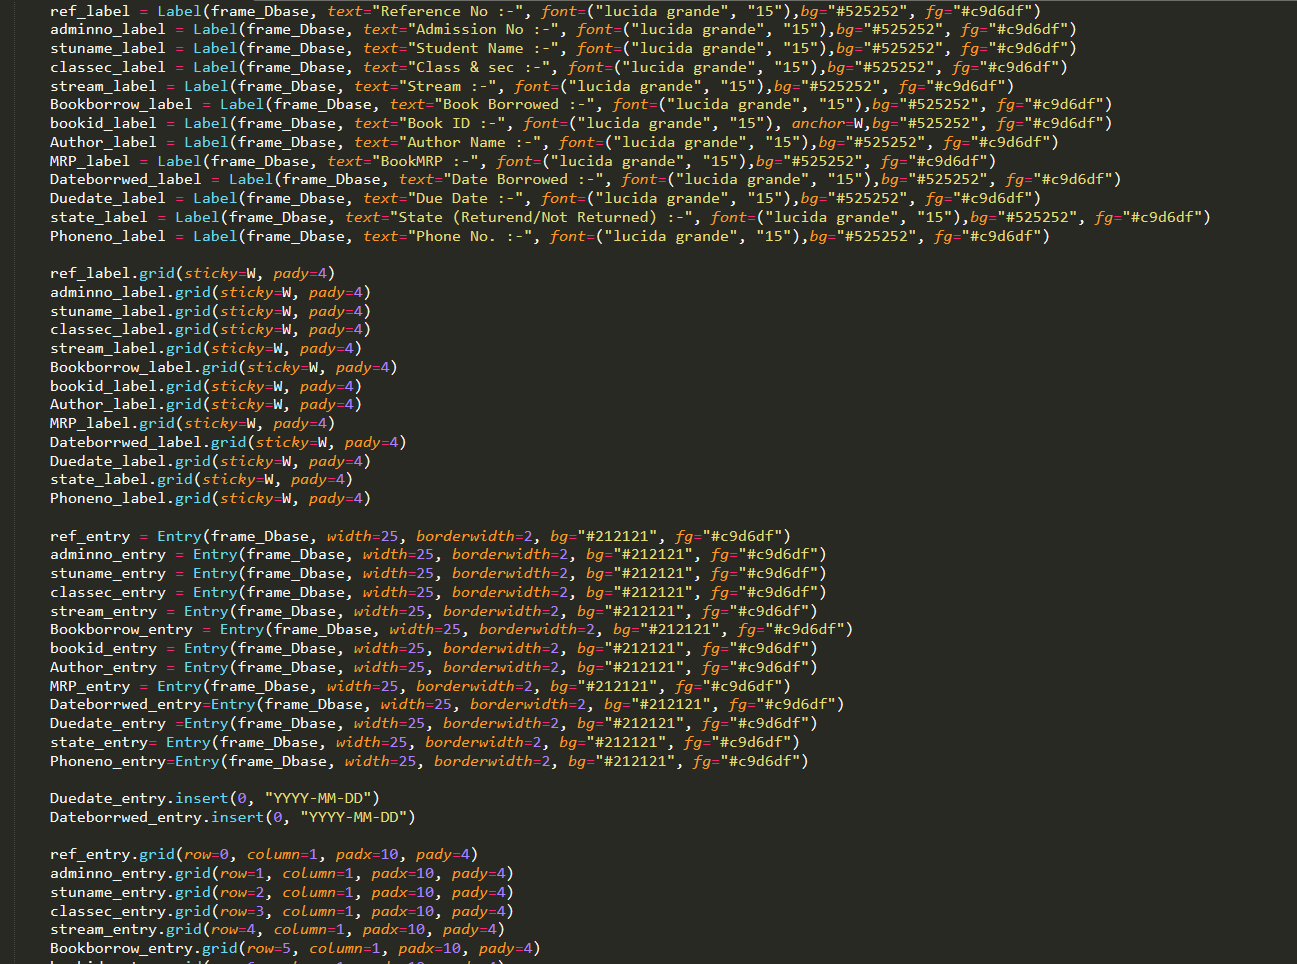 ref_label = Label(frame_Dbase, text="Reference No :-", font=("lucida grande", "15"),bg="#525252", fg="#c9d6df")
adminno_label = Label(frame_Dbase, text="Admission No :-", font=("lucida grande", "15"),bg="#525252", fg="#c9d6df")
stuname_label = Label(frame_Dbase, text="Student Name :-", font=("lucida grande", "15"),bg="#525252", fg="#c9d6df")
classec_label = Label(frame_Dbase, text="Class & sec :-", font=("lucida grande", "15"),bg="#525252", fg="#c9d6df")
stream_label = Label(frame_Dbase, text="Stream :-", font=("lucida grande", "15"),bg="#525252", fg="#c9d6df")
Bookborrow_label = Label(frame_Dbase, text="Book Borrowed :-", font=("lucida grande", "15"),bg="#525252", fg="#c9d6df")
bookid_label = Label(frame_Dbase, text="Book ID :-", font=("lucida grande", "15"), anchor=W,bg="#525252", fg="#c9d6df")
Author_label = Label(frame_Dbase, text="Author Name :-", font=("lucida grande", "15"),bg="#525252", fg="#c9d6df")
MRP_label = Label(frame_Dbase, text="BookMRP :-", font=("lucida grande", "15"),bg="#525252", fg="#c9d6df")
Dateborrwed_label = Label(frame_Dbase, text="Date Borrowed :-", font=("lucida grande", "15"),bg="#525252", fg="#c9d6df")
Duedate_label = Label(frame_Dbase, text="Due Date :-", font=("lucida grande", "15"),bg="#525252", fg="#c9d6df")
state_label = Label(frame_Dbase, text="State (Returend/Not Returned) :-", font=("lucida grande", "15"),bg="#525252", fg="#c9d6df")
Phoneno_label = Label(frame_Dbase, text="Phone No. :-", font=("lucida grande", "15"),bg="#525252", fg="#c9d6df")
ref_label.grid(sticky=W, pady=4)
adminno_label.grid(sticky=W, pady=4)
stuname_label.grid(sticky=W, pady=4)
classec_label.grid(sticky=W, pady=4)
stream_label.grid(sticky=W, pady=4)
Bookborrow_label.grid(sticky=W, pady=4)
bookid_label.grid(sticky=W, pady=4)
Author_label.grid(sticky=W, pady=4)
MRP_label.grid(sticky=W, pady=4)
Dateborrwed_label.grid(sticky=W, pady=4)
Duedate_label.grid(sticky=W, pady=4)
state_label.grid(sticky=W, pady=4)
Phoneno_label.grid(sticky=W, pady=4)
ref_entry = Entry(frame_Dbase, width=25, borderwidth=2, bg="#212121", fg="#c9d6df")
adminno_entry = Entry(frame_Dbase, width=25, borderwidth=2, bg="#212121", fg="#c9d6df")
stuname_entry = Entry(frame_Dbase, width=25, borderwidth=2, bg="#212121", fg="#c9d6df")
classec_entry = Entry(frame_Dbase, width=25, borderwidth=2, bg="#212121", fg="#c9d6df")
stream_entry = Entry(frame_Dbase, width=25, borderwidth=2, bg="#212121", fg="#c9d6df")
Bookborrow_entry = Entry(frame_Dbase, width=25, borderwidth=2, bg="#212121", fg="#c9d6df")
bookid_entry = Entry(frame_Dbase, width=25, borderwidth=2, bg="#212121", fg="#c9d6df")
Author_entry = Entry(frame_Dbase, width=25, borderwidth=2, bg="#212121", fg="#c9d6df")
MRP_entry = Entry(frame_Dbase, width=25, borderwidth=2, bg="#212121", fg="#c9d6df")
Dateborrwed_entry=Entry(frame_Dbase, width=25, borderwidth=2, bg="#212121", fg="#c9d6df")
Duedate_entry =Entry(frame_Dbase, width=25, borderwidth=2, bg="#212121", fg="#c9d6df")
state_entry= Entry(frame_Dbase, width=25, borderwidth=2, bg="#212121", fg="#c9d6df")
Phoneno_entry=Entry(frame_Dbase, width=25, borderwidth=2, bg="#212121", fg="#c9d6df")
Duedate_entry.insert(0, "YYYY-MM-DD")
Dateborrwed_entry.insert(0, "YYYY-MM-DD")
ref_entry.grid(row=0, column=1, padx=10, pady=4)
adminno_entry.grid(row=1, column=1, padx=10, pady=4)
stuname_entry.grid(row=2, column=1, padx=10, pady=4)
classec_entry.grid(row=3, column=1, padx=10, pady=4)
stream_entry.grid(row=4, column=1, padx=10, pady=4)
Bookborrow_entry.grid(row=5, column=1, padx=10, pady=4)